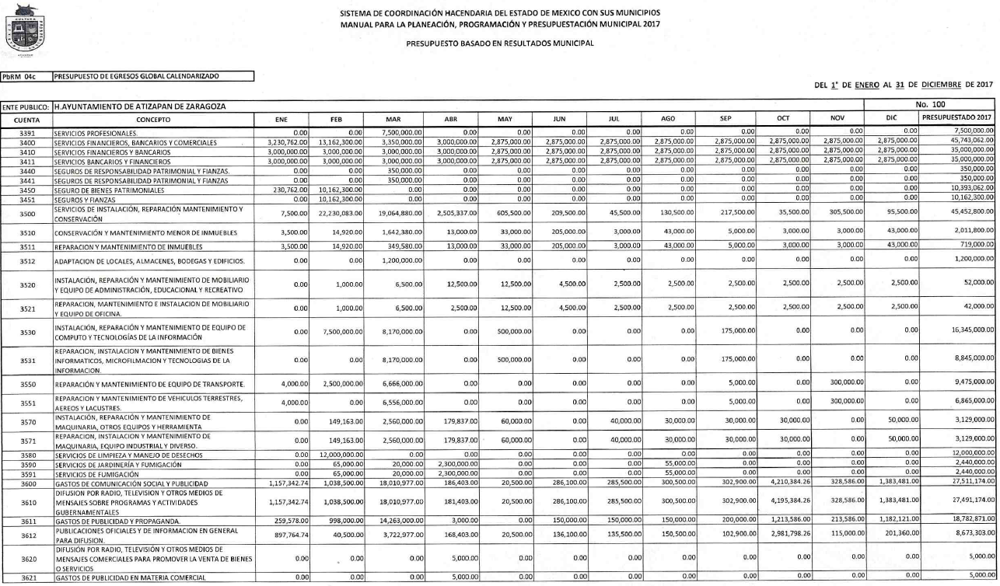 SISTEMA DE COORDINACIÓN HACENDARIA DEL ESTADO DE MEXICO CON SUS MUNICIPIOS
MANUAL PARA LA PLANEACIÓN, PROGRAMACIÓN Y PRESUPUESTACIÓN MUNICIPAL 2017
PRESUPUESTO BASADO EN RESULTADOS MUNICIPAL
PbRM 04c PRESUPUESTO DE EGRESOS GLOBAL CALENDARIZADO
DEL 1° DE ENERO AL 31 DE DICIEMBRE DE 2017
ENTE PUBLICO: H.AYUNTAMIENTO DE ATIZAPAN DE ZARAGOZA No. 100
CUENTA CONCEPTO ENE FEB MAR ABR MAY JUN JUL AGO SEP OCT NOV DIC PRESUPUESTADO 2017
3391 SERVICIOS PROFESIONALES. 0.00 0.00 7,500,000.00 0.00 0.00 0.00 0.00 0.00 0.00 0.00 0.00 0.00 7,500,000.00
3400 SERVICIOS FINANCIEROS, BANCARIOS Y COMERCIALES 3,230,762.00 13,162,300.00 3,350,000.00 3,000,000.00 2,875,000.00 2,875,000.00 2,875,000.00 2,875,000.00 2,875,000.00 2,875,000.00 2,875,000.00 2,875,000.00 45,743,062.00
3410 SERVICIOS FINANCIEROS Y BANCARIOS 3,000,000.00 3,000,000.00 3,000,000.00 3,000,000.00 2,875,000.00 2,875,000.00 2,875,000.00 2,875,000.00 2,875,000.00 2,875,000.00 2,875,000.00 2,875,000.00 35,000,000.00
3411 SERVICIOS BANCARIOS Y FINANCIEROS 3,000,000.00 3,000,000.00 3,000,000.00 3,000,000.00 2,875,000.00 2,875,000.00 2,875,000.00 2,875,000.00 2,875,000.00 2,875,000.00 2,875,000.00 2,875,000.00 35,000,000.00
3440 SEGUROS DE RESPONSABILIDAD PATRIMONIAL Y FIANZAS. 0.00 0.00 350,000.00 0.00 0.00 0.00 0.00 0.00 0.00 0.00 0.00 0.00 350,000.00
3441 SEGUROS DE RESPONSABILIDAD PATRIMONIAL Y FIANZAS 0.00 0.00 350,000.00 0.00 0.00 0.00 0.00 0.00 0.00 0.00 0.00 0.00 350,000.00
3450 SEGURO DE BIENES PATRIMONIALES 230,762.00 10,162,300.00 0.00 0.00 0.00 0.00 0.00 0.00 0.00 0.00 0.00 0.00 10,393,062.00
3451 SEGUROS Y FIANZAS 0.00 10,162,300.00 0.00 0.00 0.00 0.00 0.00 0.00 0.00 0.00 0.00 0.00 10,162,300.00
SERVICIOS DE INSTALACIÓN, REPARACIÓN MANTENIMIENTO Y
3500 CONSERVACIÓN 7,500.00 22,230,083.00 19,064,880.00 2,505,337.00 605,500.00 209,500.00 45,500.00 130,500.00 217,500.00 35,500.00 305,500.00 95,500.00 45,452,800.00
3510 CONSERVACIÓN Y MANTENIMIENTO MENOR DE INMUEBLES 3,500.00 14,920.00 1,642,380.00 13,000.00 33,000.00 205,000.00 3,000.00 43,000.00 5,000.00 3,000.00 3,000.00 43,000.00 2,011,800.00
3511 REPARACION Y MANTENIMIENTO DE INMUEBLES 3,500.00 14,920.00 349,580.00 13,000.00 33,000.00 205,000.00 3,000.00 43,000.00 5,000.00 3,000.00 3,000.00 43,000.00 719,000.00
3512 ADAPTACION DE LOCALES, ALMACENES, BODEGAS Y EDIFICIOS. 0.00 0.00 1,200,000.00 0.00 0.00 0.00 0.00 0.00 0.00 0.00 0.00 0.00 1,200,000.00
INSTALACIÓN, REPARACIÓN Y MANTENIMIENTO DE MOBILIARIO
3520 Y EQUIPO DE ADMINISTRACIÓN, EDUCACIONAL Y RECREATIVO 0.00 1,000.00 6,500.00 12,500.00 12,500.00 4,500.00 2,500.00 2,500.00 2,500.00 2,500.00 2,500.00 2,500.00 52,000.00
REPARACION, MANTENIMIENTO E INSTALACION DE MOBILIARIO
3521 Y EQUIPO DE OFICINA. 0.00 1,000.00 6,500.00 2,500.00 12,500.00 4,500.00 2,500.00 2,500.00 2,500.00 2,500.00 2,500.00 2,500.00 42,000.00
INSTALACIÓN, REPARACIÓN Y MANTENIMIENTO DE EQUIPO DE
3530 COMPUTO Y TECNOLOGÍAS DE LA INFORMACIÓN 0.00 7,500,000.00 8,170,000.00 0.00 500,000.00 0.00 0.00 0.00 175,000.00 0.00 0.00 0.00 16,345,000.00
REPARACION, INSTALACION Y MANTENIMIENTO DE BIENES
3531 INFORMATICOS, MICROFILMACION Y TECNOLOGIAS DE LA 0.00 0.00 8,170,000.00 0.00 500,000.00 0.00 0.00 0.00 175,000.00 0.00 0.00 0.00 8,845,000.00
INFORMACION.
3550 REPARACIÓN Y MANTENIMIENTO DE EQUIPO DE TRANSPORTE. 4,000.00 2,500,000.00 6,666,000.00 0.00 0.00 0.00 0.00 0.00 5,000.00 0.00 300,000.00 0.00 9,475,000.00
REPARACION Y MANTENIMIENTO DE VEHICULOS TERRESTRES,
3551 AEREOS Y LACUSTRES. 4,000.00 0.00 6,556,000.00 0.00 0.00 0.00 0.00 0.00 5,000.00 0.00 300,000.00 0.00 6,865,000.00
INSTALACIÓN, REPARACIÓN Y MANTENIMIENTO DE
3570 MAQUINARIA, OTROS EQUIPOS Y HERRAMIENTA 0.00 149,163.00 2,560,000.00 179,837.00 60,000.00 0.00 40,000.00 30,000.00 30,000.00 30,000.00 0.00 50,000.00 3,129,000.00
REPARACION, INSTALACION Y MANTENIMIENTO DE
3571 MAQUINARIA, EQUIPO INDUSTRIAL Y DIVERSO. 0.00 149,163.00 2,560,000.00 179,837.00 60,000.00 0.00 40,000.00 30,000.00 30,000.00 30,000.00 0.00 50,000.00 3,129,000.00
3580 SERVICIOS DE LIMPIEZA Y MANEJO DE DESECHOS 0.00 12,000,000.00 0.00 0.00 0.00 0.00 0.00 0.00 0.00 0.00 0.00 0.00 12,000,000.00
3590 SERVICIOS DE JARDINERÍA Y FUMIGACIÓN 0.00 65,000.00 20,000.00 2,300,000.00 0.00 0.00 0.00 55,000.00 0.00 0.00 0.00 0.00 2,440,000.00
3591 SERVICIOS DE FUMIGACIÓN 0.00 65,000.00 20,000.00 2,300,000.00 0.00 0.00 0.00 55,000.00 0.00 0.00 0.00 0.00 2,440,000.00
3600 GASTOS DE COMUNICACIÓN SOCIAL Y PUBLICIDAD 1,157,342.74 1,038,500.00 18,010,977.00 186,403.00 20,500.00 286,100.00 285,500.00 300,500.00 302,900.00 4,210,384.26 328,586.00 1,383,481.00 27,511,174.00
DIFUSION POR RADIO, TELEVISION Y OTROS MEDIOS DE
3610 MENSAJES SOBRE PROGRAMAS Y ACTIVIDADES 1,157,342.74 1,038,500.00 18,010,977.00 181,403.00 20,500.00 286,100.00 285,500.00 300,500.00 302,900.00 4,195,384.26 328,586.00 1,383,481.00 27,491,174.00
GUBERNAMENTALES
3611 GASTOS DE PUBLICIDAD Y PROPAGANDA. 259,578.00 998,000.00 14,263,000.00 3,000.00 0.00 150,000.00 150,000.00 150,000.00 200,000.00 1,213,586.00 213,586.00 1,182,121.00 18,782,871.00
PUBLICACIONES OFICIALES Y DE INFORMACION EN GENERAL
3612 PARA DIFUSION. 897,764.74 40,500.00 3,722,977.00 168,403.00 20,500.00 136,100.00 135,500.00 150,500.00 102,900.00 2,981,798.26 115,000.00 201,360.00 8,673,303.00
DIFUSIÓN POR RADIO, TELEVISIÓN Y OTROS MEDIOS DE
3620 MENSAJES COMERCIALES PARA PROMOVER LA VENTA DE BIENES 0.00 0.00 0.00 5,000.00 0.00 0.00 0.00 0.00 0.00 0.00 0.00 0.00 5,000.00
O SERVICIOS
3621 GASTOS DE PUBLICIDAD EN MATERIA COMERCIAL 0.00 0.00 0.00 5,000.00 0.00 0.00 0.00 0.00 0.00 0.00 0.00 0.00 5,000.00